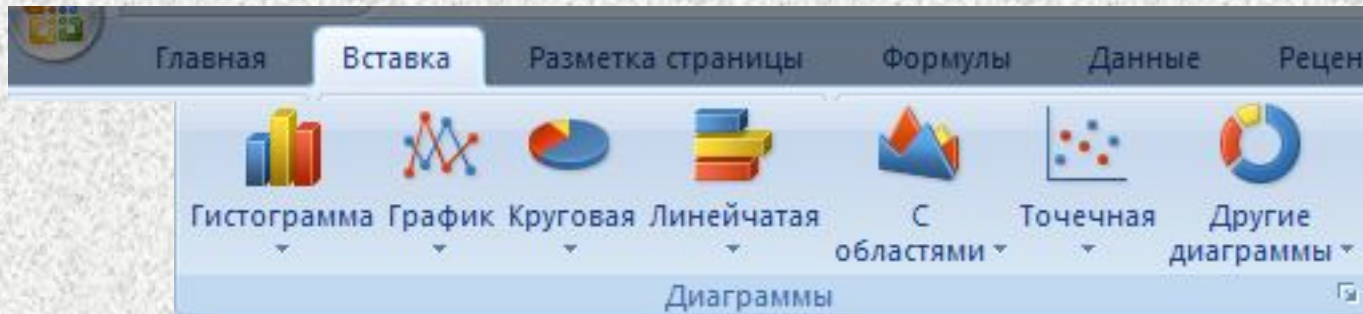 Главная Вставка Разметка страницы Формулы Данные Рецен
Гистограмма График Круговая Линейчатая С областями Точечная Другие диаграммы
Диаграммы